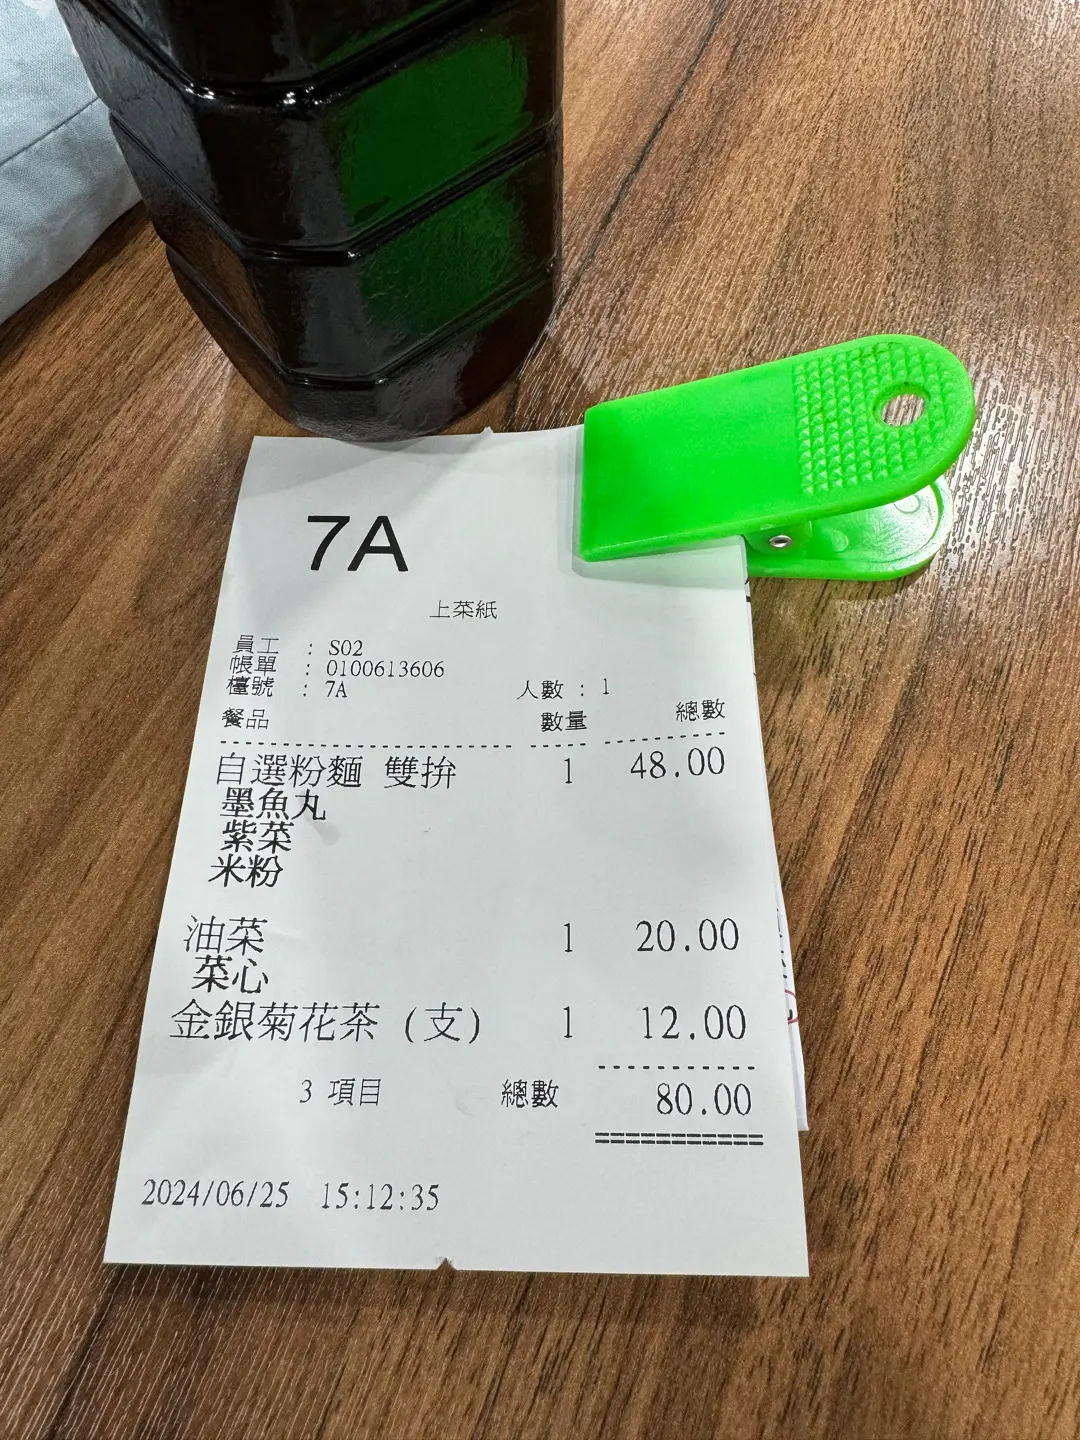 7A
上菜紙
員工 : S02
帳單 : 0100613606
檯號 : 7A 人數 : 1
餐品 數量 總數
自選粉麵 雙拚 1 48.00
墨魚丸
紫菜
米粉
油菜 1 20.00
菜心
金銀菊花茶 (支) 1 12.00
3 項目 總數 80.00
2024/06/25 15:12:35